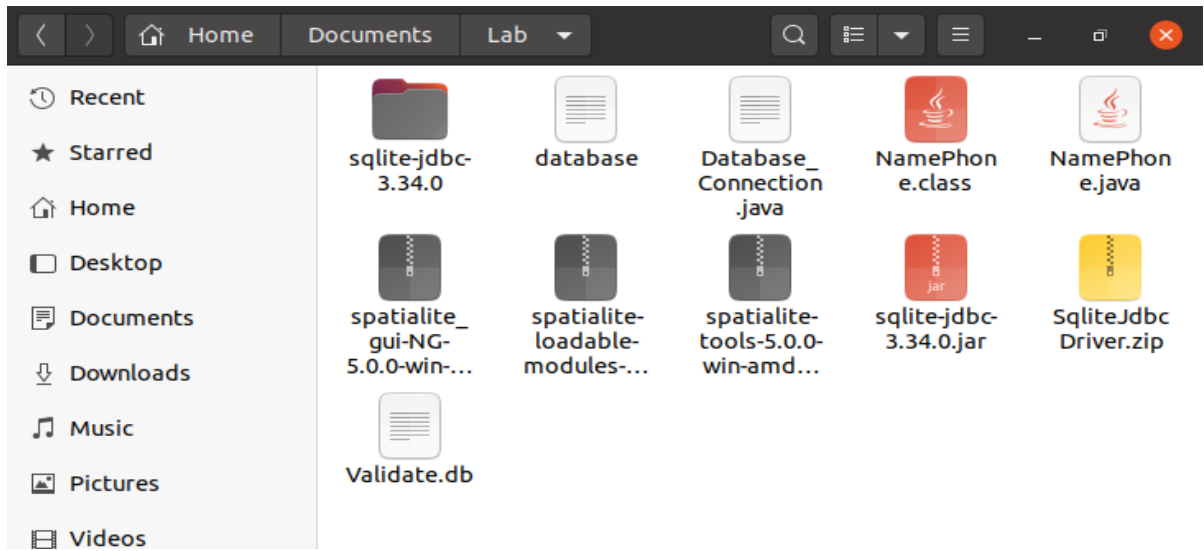 Home Documents Lab
Recent
Starred
Home
Desktop
Documents
Downloads
Music
Pictures
Videos
sqlite-jdbc-
3.34.0
database
Database_
Connection
.java
NamePhon
e.class
NamePhon
e.java
spatialite_
gui-NG-
5.0.0-win-...
spatialite-
loadable-
modules-...
spatialite-
tools-5.0.0-
win-amd...
jar
sqlite-jdbc-
3.34.0.jar
SqliteJdbc
Driver.zip
Validate.db